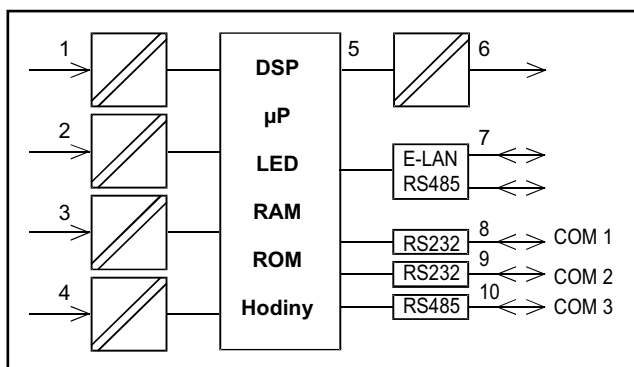 1
2
3
4
DSP
µP
LED
RAM
ROM
Hodiny
5
6
7
E-LAN
RS485
8
RS232
COM 1
9
RS232
COM 2
10
RS485
COM 3